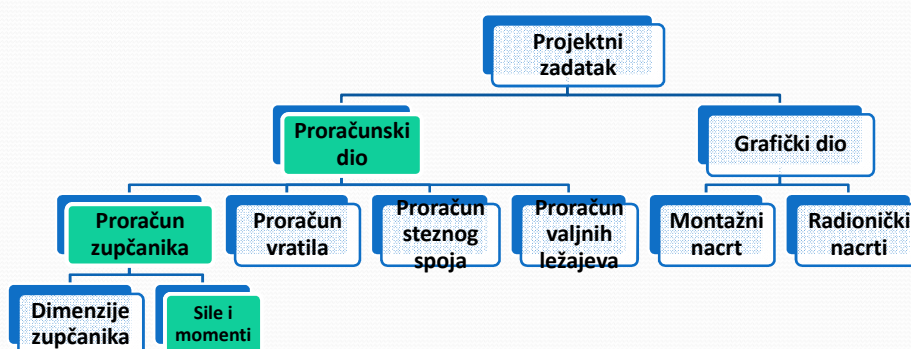 Projektni
zadatak
Proračunski
dio
Grafički dio
Proračun
zupčanika
Proračun
vratila
Proračun
steznog
spoja
Proračun
valjnih
ležajeva
Montažni
nacrt
Radionički
nacrti
Dimenzije
zupčanika
Sile i
momenti